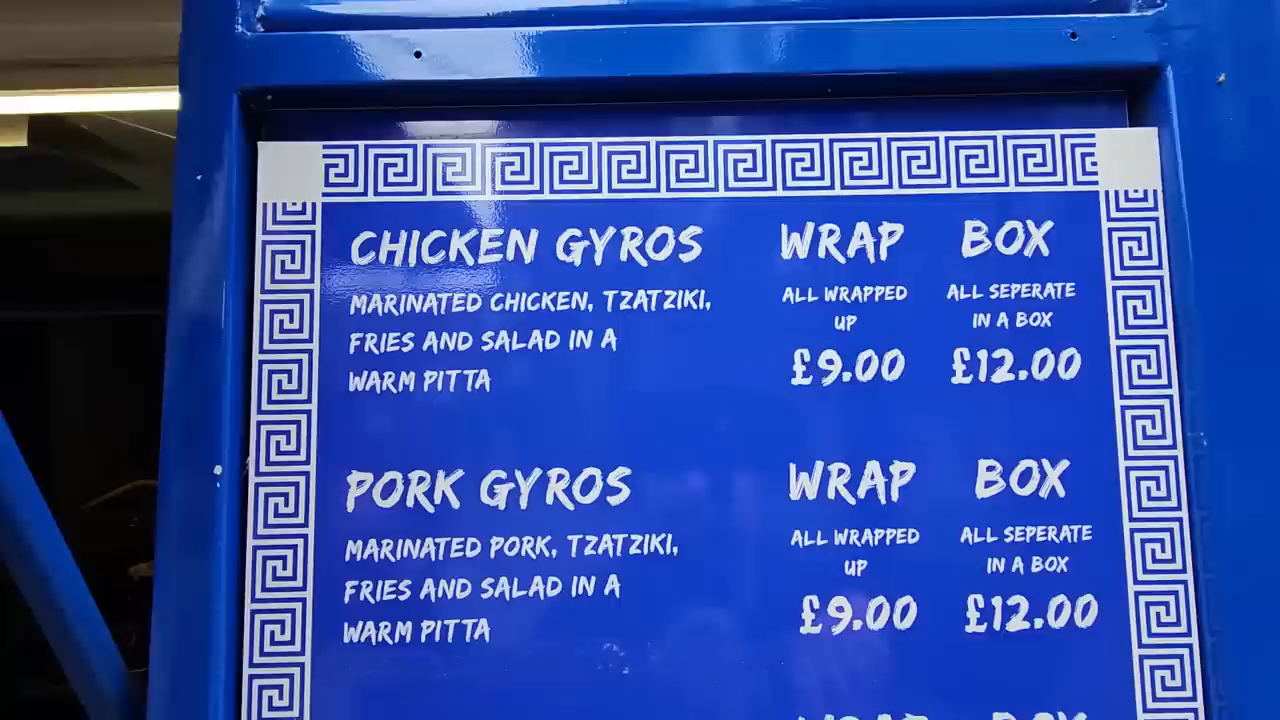 CHICKEN GYROS WRAP BOX
MARINATED CHICKEN, TZATZIKI, ALL WRAPPED ALL SEPERATE
FRIES AND SALAD IN A UP IN A BOX
WARM PITTA £9.00 £12.00
PORK GYROS WRAP BOX
MARINATED PORK, TZATZIKI, ALL WRAPPED ALL SEPERATE
FRIES AND SALAD IN A UP IN A BOX
WARM PITTA £9.00 £12.00
WRAP BOX